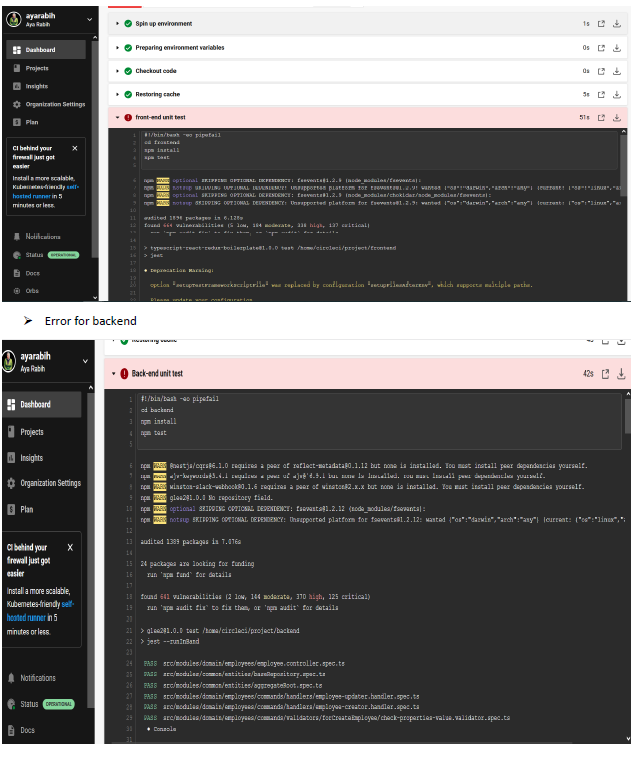 ayarabih
Aya Rabih
Dashboard
Projects
Insights
Organization Settings
Plan
CI behind your
firewall just got
easier
X
Install a more scalable,
Kubernetes-friendly self-
hosted runner in 5
minutes or less.
Notifications
Status OPERATIONAL
Docs
Orbs
Spin up environment 1s
Preparing environment variables 0s
Checkout code 0s
Restoring cache 5s
front-end unit test 51s
1 #!/bin/bash -eo pipefail
2 cd frontend
3 npm install
4 npm test
npm WARN optional SKIPPING OPTIONAL DEPENDENCY: fsevents@1.2.9 (node_modules/fsevents):
npm WARN notsup SKIPPING OPTIONAL DEPENDENCY: Unsupported platform for fsevents@1.2.9: wanted {"os":"darwin","arch":"any"} (current: {"os":"linux",
npm WARN optional SKIPPING OPTIONAL DEPENDENCY: fsevents@1.2.9 (node_modules/chokidar/node_modules/fsevents):
npm WARN notsup SKIPPING OPTIONAL DEPENDENCY: Unsupported platform for fsevents@1.2.9: wanted {"os":"darwin","arch":"any"} (current: {"os":"linux",
audited 1896 packages in 6.128s
run `npm audit fix` to fix them, or `npm audit` for details
> typescript-react-redux-boilerplate@1.0.0 test /home/circleci/project/frontend
> jest
● Deprecation Warning:
Option "setupTestFrameworkScriptFile" was replaced by configuration "setupFilesAfterEnv", which supports multiple paths.
Please update your configuration.
➢ Error for backend
ayarabih
Aya Rabih
Dashboard
Projects
Insights
Organization Settings
Plan
CI behind your
firewall just got
easier
X
Install a more scalable,
Kubernetes-friendly self-
hosted runner in 5
minutes or less.
Notifications
Status OPERATIONAL
Docs
Restoring cache
Back-end unit test 42s
1 #!/bin/bash -eo pipefail
2 cd backend
3 npm install
4 npm test
5
6 npm WARN @nestjs/cqrs@6.1.0 requires a peer of reflect-metadata@0.1.12 but none is installed. You must install peer dependencies yourself.
7 npm WARN ajv-keywords@3.4.1 requires a peer of ajv@^6.9.1 but none is installed. You must install peer dependencies yourself.
8 npm WARN winston-slack-webhook@0.1.6 requires a peer of winston@2.x.x but none is installed. You must install peer dependencies yourself.
9 npm WARN glee2@1.0.0 No repository field.
10 npm WARN optional SKIPPING OPTIONAL DEPENDENCY: fsevents@1.2.12 (node_modules/fsevents):
11 npm WARN notsup SKIPPING OPTIONAL DEPENDENCY: Unsupported platform for fsevents@1.2.12: wanted {"os":"darwin","arch":"any"} (current: {"os":"linux",
12
13 audited 1389 packages in 7.076s
14
15 24 packages are looking for funding
16 run `npm fund` for details
17
18 found 641 vulnerabilities (2 low, 144 moderate, 370 high, 125 critical)
19 run `npm audit fix` to fix them, or `npm audit` for details
20
21 > glee2@1.0.0 test /home/circleci/project/backend
22 > jest --runInBand
23
24 PASS src/modules/domain/employees/employee.controller.spec.ts
25 PASS src/modules/common/entities/baseRepository.spec.ts
26 PASS src/modules/common/entities/aggregateRoot.spec.ts
27 PASS src/modules/domain/employees/commands/handlers/employee-updater.handler.spec.ts
28 PASS src/modules/domain/employees/commands/handlers/employee-creator.handler.spec.ts
29 PASS src/modules/domain/employees/commands/validators/forCreateEmployee/check-properties-value.validator.spec.ts
30 ● Console
31